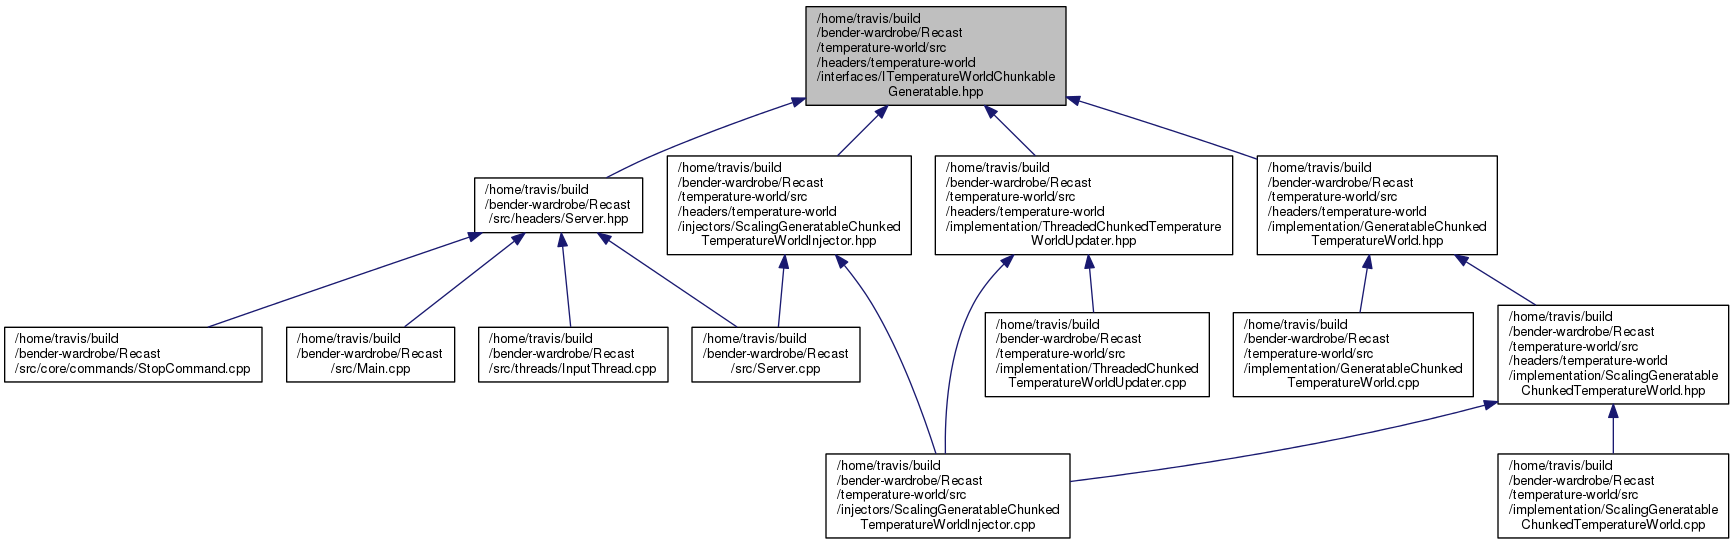 /home/travis/build
/bender-wardrobe/Recast
/temperature-world/src
/headers/temperature-world
/interfaces/ITemperatureWorldChunkable
Generatable.hpp
/home/travis/build
/bender-wardrobe/Recast
/src/headers/Server.hpp
/home/travis/build
/bender-wardrobe/Recast
/temperature-world/src
/headers/temperature-world
/injectors/ScalingGeneratableChunked
TemperatureWorldInjector.hpp
/home/travis/build
/bender-wardrobe/Recast
/temperature-world/src
/headers/temperature-world
/implementation/ThreadedChunkedTemperature
WorldUpdater.hpp
/home/travis/build
/bender-wardrobe/Recast
/temperature-world/src
/headers/temperature-world
/implementation/GeneratableChunked
TemperatureWorld.hpp
/home/travis/build
/bender-wardrobe/Recast
/src/core/commands/StopCommand.cpp
/home/travis/build
/bender-wardrobe/Recast
/src/Main.cpp
/home/travis/build
/bender-wardrobe/Recast
/src/threads/InputThread.cpp
/home/travis/build
/bender-wardrobe/Recast
/src/Server.cpp
/home/travis/build
/bender-wardrobe/Recast
/temperature-world/src
/implementation/ThreadedChunked
TemperatureWorldUpdater.cpp
/home/travis/build
/bender-wardrobe/Recast
/temperature-world/src
/implementation/GeneratableChunked
TemperatureWorld.cpp
/home/travis/build
/bender-wardrobe/Recast
/temperature-world/src
/headers/temperature-world
/implementation/ScalingGeneratable
ChunkedTemperatureWorld.hpp
/home/travis/build
/bender-wardrobe/Recast
/temperature-world/src
/injectors/ScalingGeneratableChunked
TemperatureWorldInjector.cpp
/home/travis/build
/bender-wardrobe/Recast
/temperature-world/src
/implementation/ScalingGeneratable
ChunkedTemperatureWorld.cpp